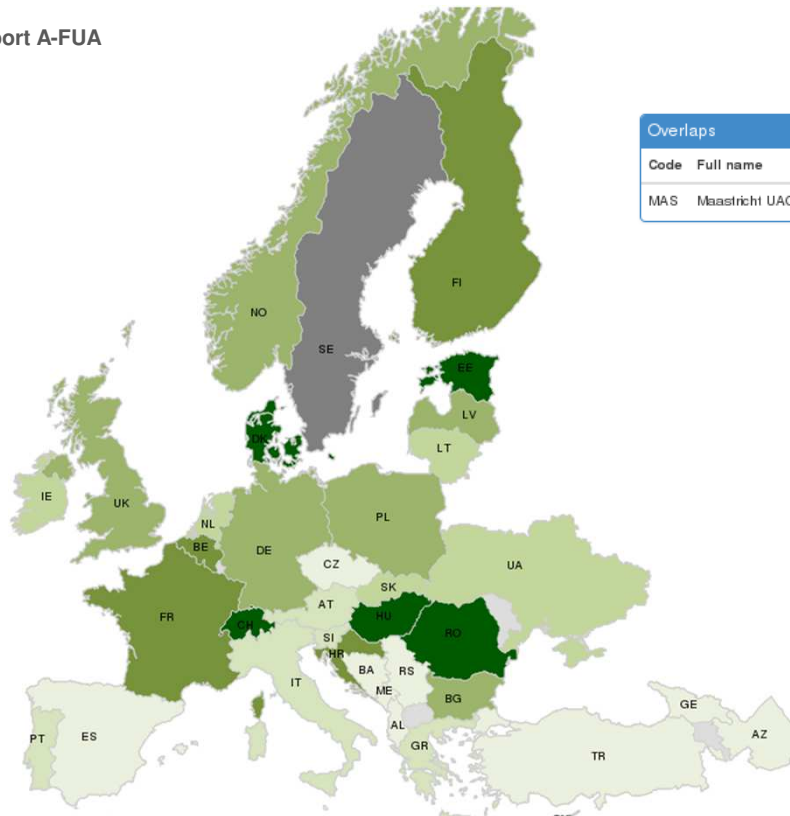 ort A-FUA
Overlaps
Code Full name
MAS Maastricht UAC
FI
NO
SE
EE
LV
DK
LT
IE
UK
NL
PL
BE
DE
CZ
UA
SK
AT
FR
HU
CH
RO
SI
HR
BA
RS
IT
ME
BG
GE
AL
PT
ES
AZ
GR
TR